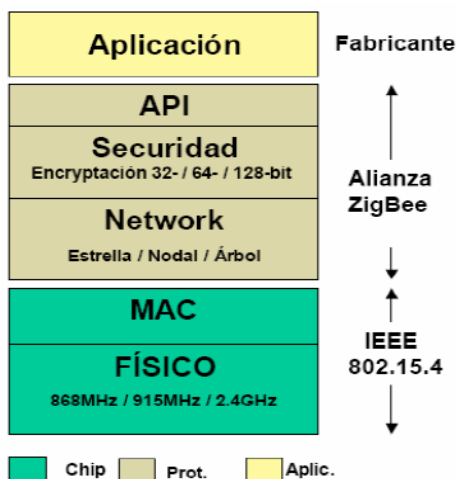 Aplicación
Fabricante
API
Securidad
Encryptación 32- / 64- / 128-bit
Alianza
ZigBee
Network
Estrella / Nodal / Árbol
MAC
IEEE
802.15.4
FÍSICO
868MHz / 915MHz / 2.4GHz
Chip
Prot.
Aplic.